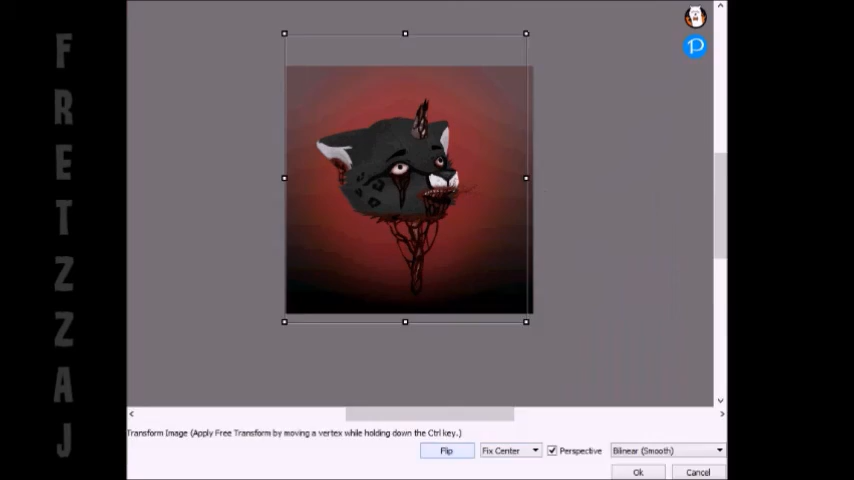 F
R
E
T
Z
Z
A
J
Transform Image (Apply Free Transform by moving a vertex while holding down the Ctrl key.)
Flip
Fix Center
Perspective
Bilinear (Smooth)
Ok
Cancel